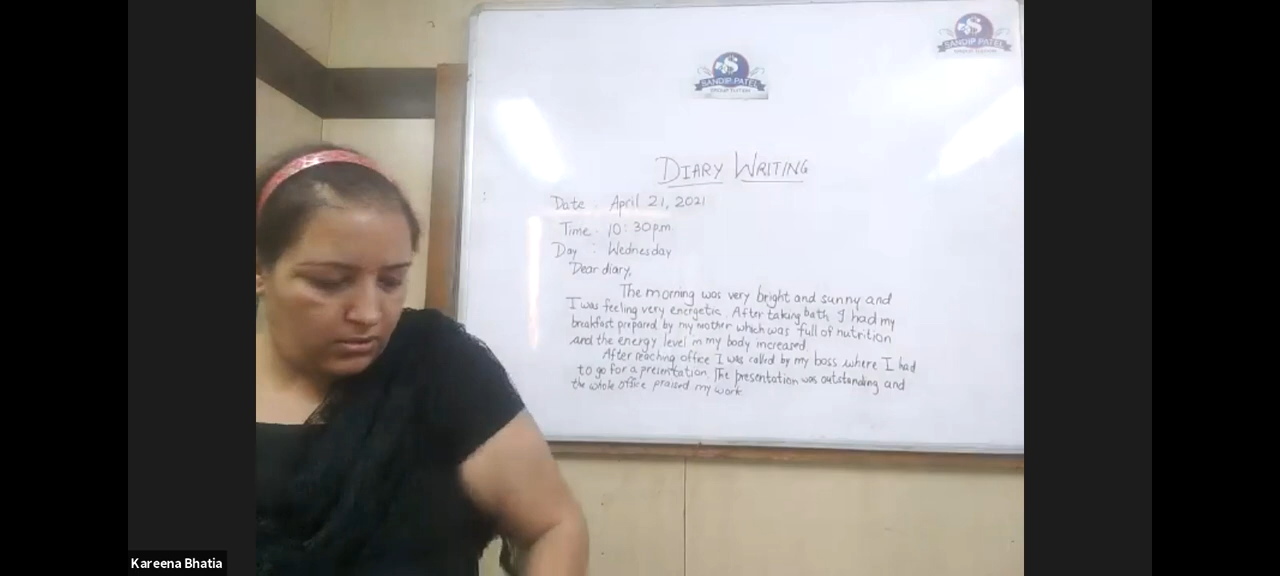 SANDIP PATEL
SANDIP PATEL
DIARY WRITING
Date : April 21, 2021
Time : 10:30pm
Day : Wednesday
Dear diary,
The morning was very bright and sunny and
I was feeling very energetic. After taking bath I had my
breakfast prepared by my mother which was full of nutrition
and the energy level in my body increased.
After reaching office I was called by my boss where I had
to go for a presentation. The presentation was outstanding and
the whole office praised my work.
Kareena Bhatia